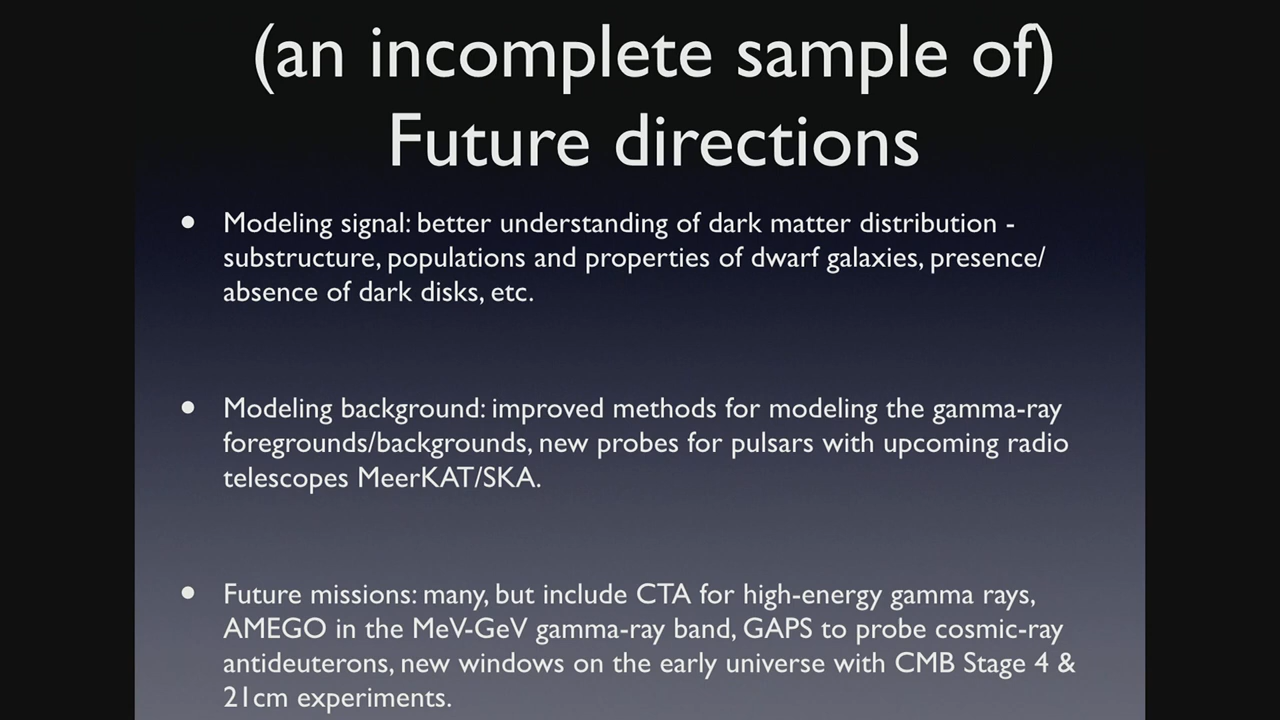 (an incomplete sample of)
Future directions
• Modeling signal: better understanding of dark matter distribution -
substructure, populations and properties of dwarf galaxies, presence/
absence of dark disks, etc.
• Modeling background: improved methods for modeling the gamma-ray
foregrounds/backgrounds, new probes for pulsars with upcoming radio
telescopes MeerKAT/SKA.
• Future missions: many, but include CTA for high-energy gamma rays,
AMEGO in the MeV-GeV gamma-ray band, GAPS to probe cosmic-ray
antideuterons, new windows on the early universe with CMB Stage 4 &
21cm experiments.